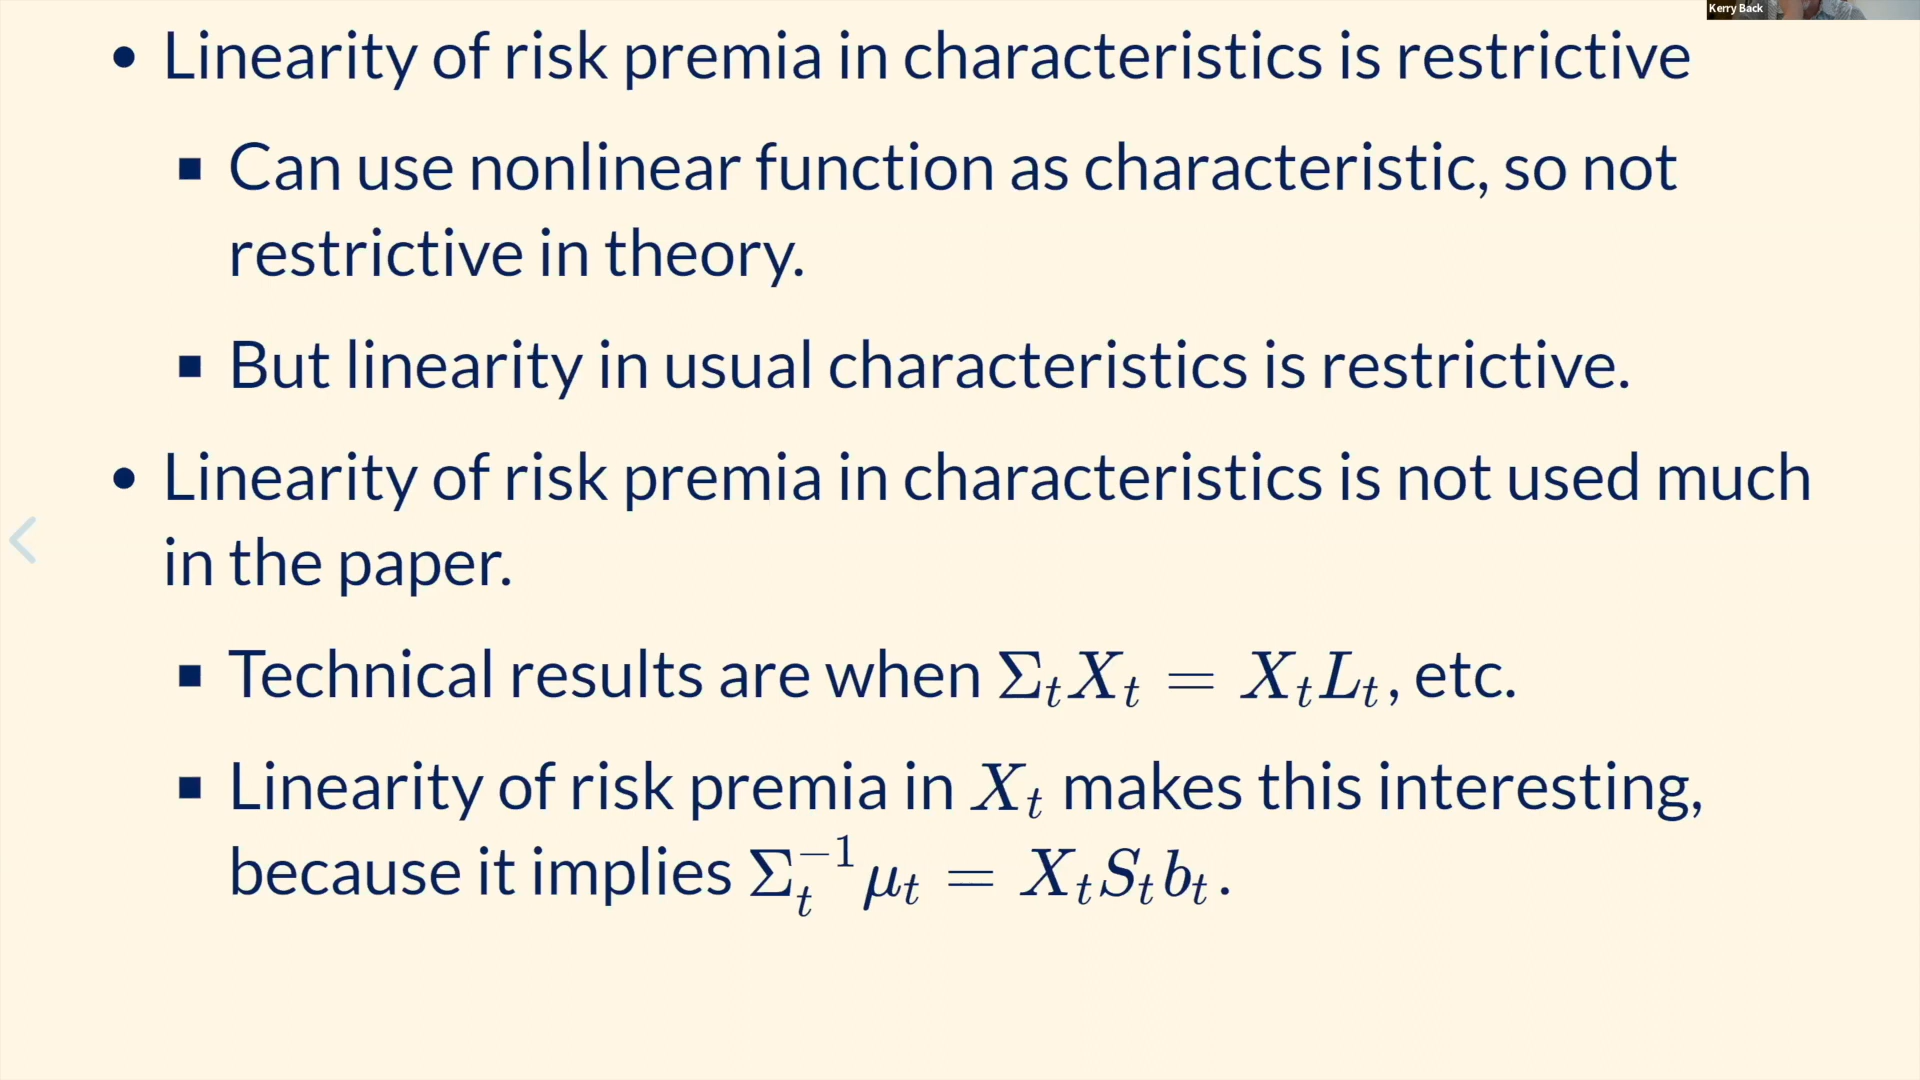 Kerry Back
• Linearity of risk premia in characteristics is restrictive
▪ Can use nonlinear function as characteristic, so not
restrictive in theory.
▪ But linearity in usual characteristics is restrictive.
• Linearity of risk premia in characteristics is not used much
in the paper.
▪ Technical results are when $\Sigma_t X_t = X_t L_t$, etc.
▪ Linearity of risk premia in $X_t$ makes this interesting,
because it implies $\Sigma_t^{-1} \mu_t = X_t S_t b_t$.